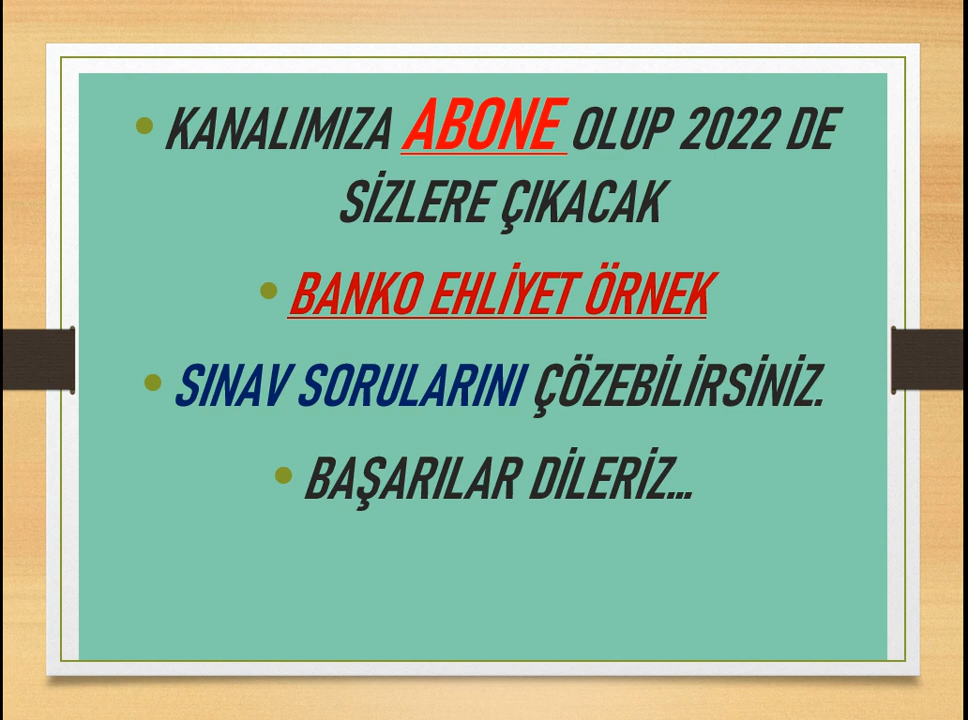 • KANALIMIZA ABONE OLUP 2022 DE
SİZLERE ÇIKACAK
• BANKO EHLİYET ÖRNEK
• SINAV SORULARINI ÇÖZEBİLİRSİNİZ.
• BAŞARILAR DİLERİZ...